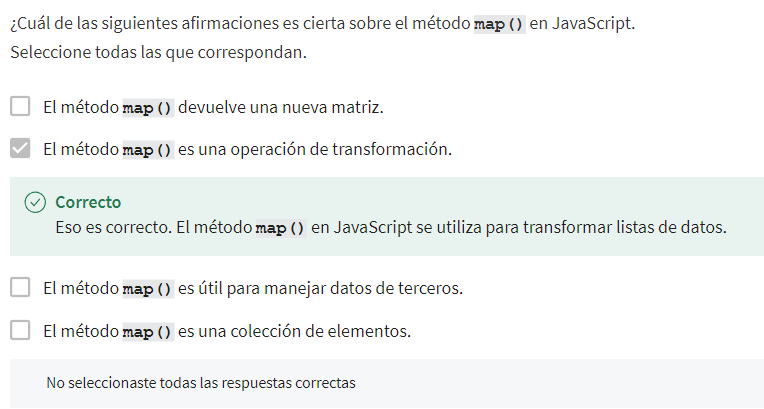 ¿Cuál de las siguientes afirmaciones es cierta sobre el método map() en JavaScript.
Seleccione todas las que correspondan.
El método map() devuelve una nueva matriz.
El método map() es una operación de transformación.
Correcto
Eso es correcto. El método map() en JavaScript se utiliza para transformar listas de datos.
El método map() es útil para manejar datos de terceros.
El método map() es una colección de elementos.
No seleccionaste todas las respuestas correctas